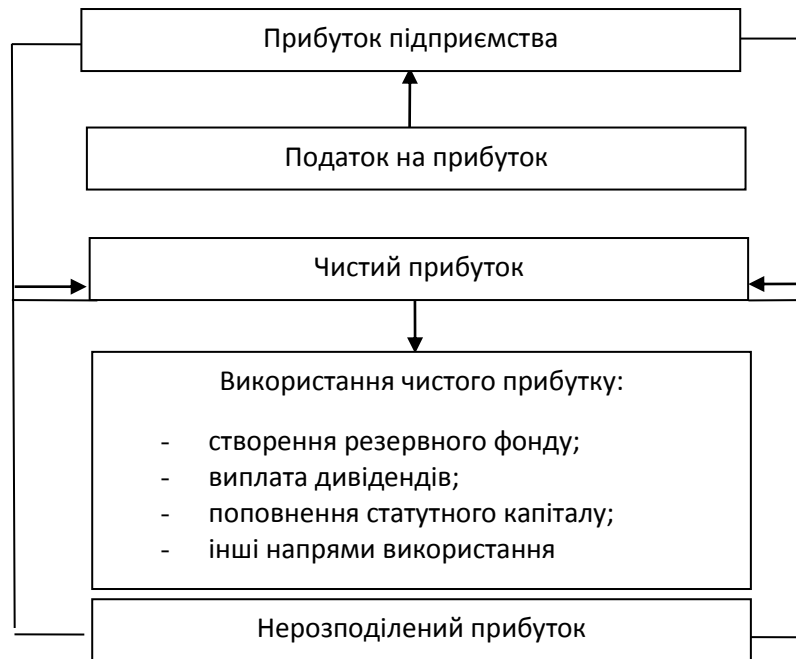 Прибуток підприємства
Податок на прибуток
Чистий прибуток
Використання чистого прибутку:
- створення резервного фонду;
- виплата дивідендів;
- поповнення статутного капіталу;
- інші напрями використання
Нерозподілений прибуток